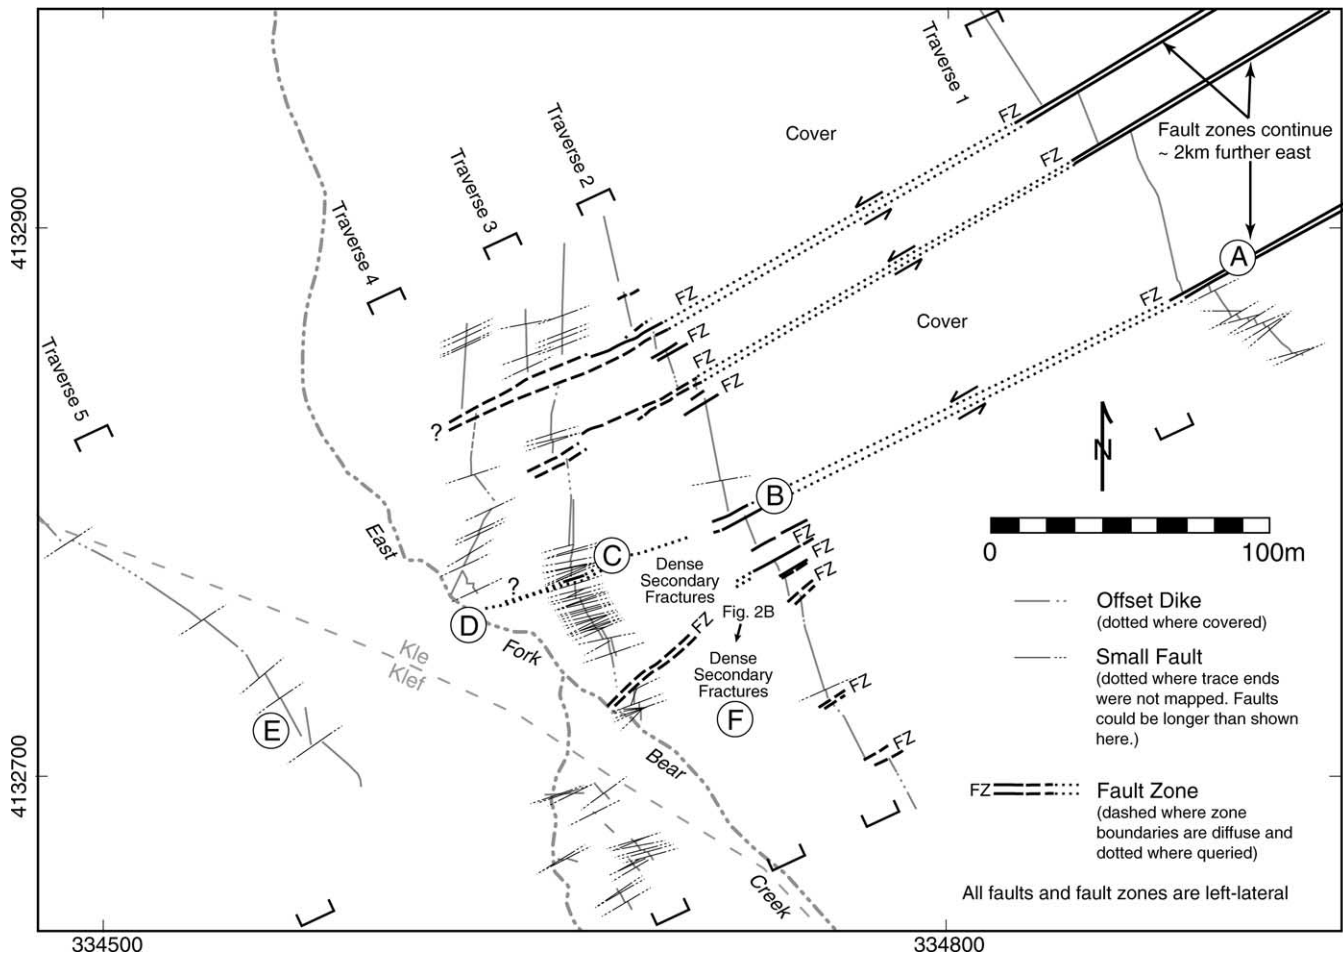 Traverse 1
Traverse 2
Traverse 3
Traverse 4
Traverse 5
Cover
FZ
FZ
Fault zones continue
~ 2km further east
4132900
A
FZ
FZ
FZ
FZ
FZ
Cover
?
N
B
0
100m
East
C
FZ
FZ
FZ
Dense
Secondary
Fractures
?
D
Fig. 2B
FZ
Fork
Kle
Klef
Dense
Secondary
Fractures
F
FZ
E
FZ
Bear
4132700
Creek
Offset Dike
(dotted where covered)
Small Fault
(dotted where trace ends
were not mapped. Faults
could be longer than shown
here.)
FZ
Fault Zone
(dashed where zone
boundaries are diffuse and
dotted where queried)
All faults and fault zones are left-lateral
334500
334800